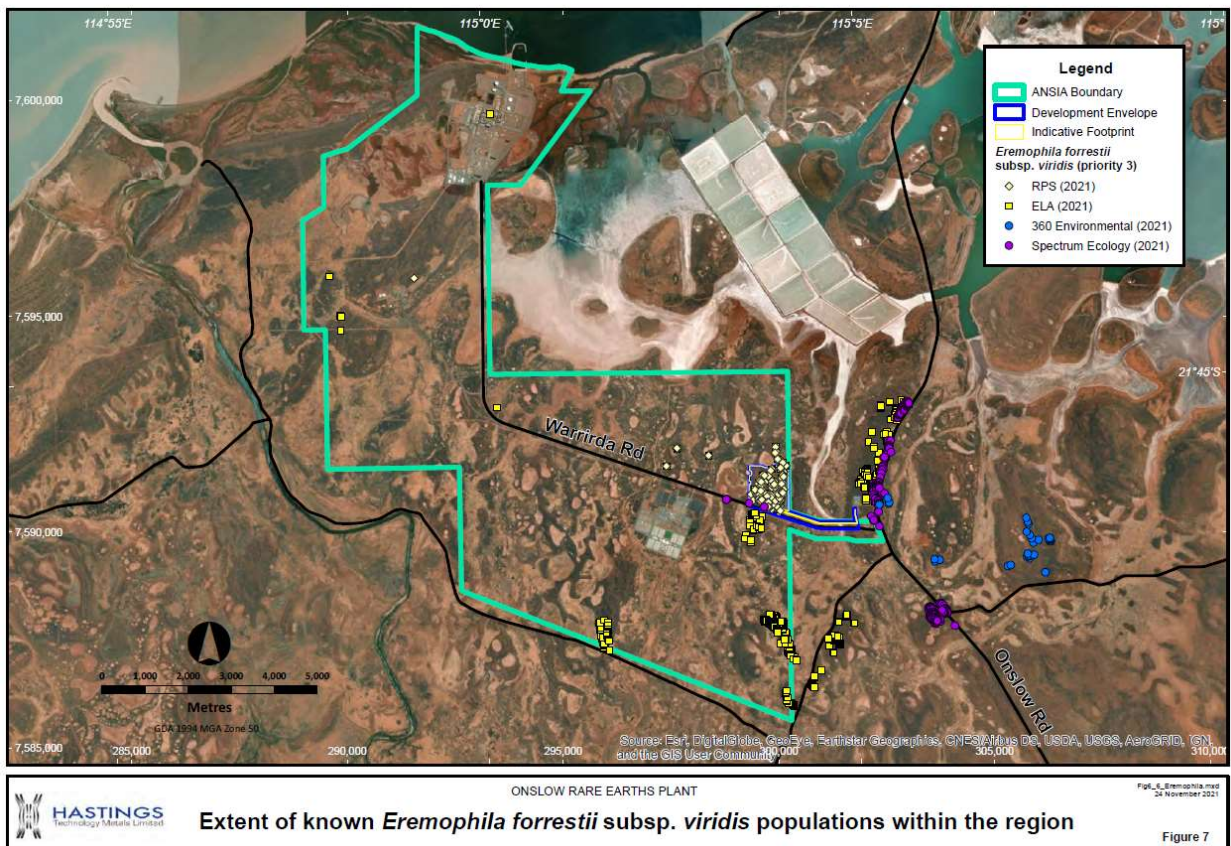 114°55'E
115°0'E
115°5'E
115°
7,600,000
7,595,000
7,590,000
7,585,000
21°45'S
Legend
ANSIA Boundary
Development Envelope
Indicative Footprint
Eremophila forrestii
subsp. viridis (priority 3)
RPS (2021)
ELA (2021)
360 Environmental (2021)
Spectrum Ecology (2021)
Warrirda Rd
Onslow Rd
0 1,000 2,000 3,000 4,000 5,000
Metres
GDA 1994 MGA Zone 50
Source: Esri, DigitalGlobe, GeoEye, Earthstar Geographics, CNES/Airbus DS, USDA, USGS, AeroGRID, IGN,
and the GIS User Community
285,000
290,000
295,000
300,000
305,000
310,000
HASTINGS
Technology Metals Limited
ONSLOW RARE EARTHS PLANT
Extent of known Eremophila forrestii subsp. viridis populations within the region
Fig6_6_Eremophila.mxd
24 November 2021
Figure 7